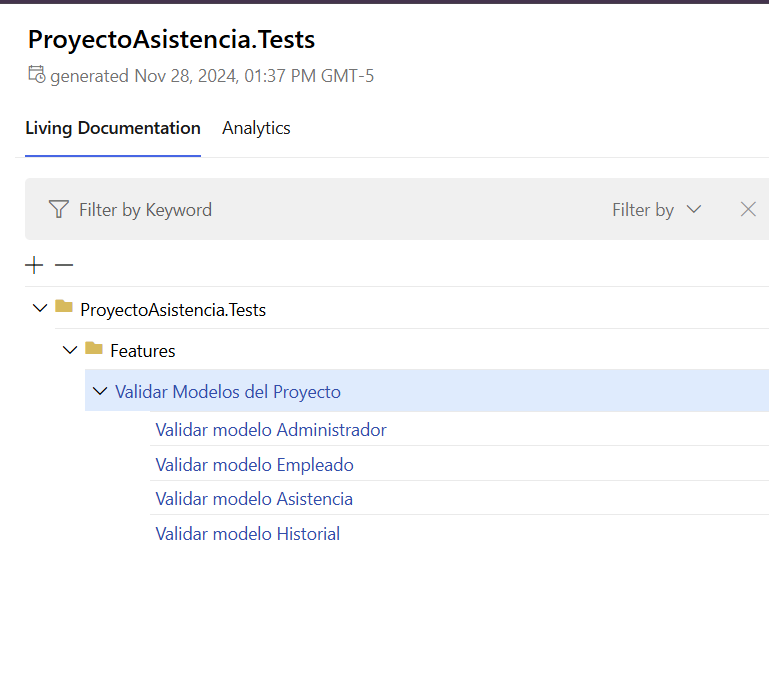 ProyectoAsistencia.Tests
generated Nov 28, 2024, 01:37 PM GMT-5
Living Documentation Analytics
Filter by Keyword Filter by
ProyectoAsistencia.Tests
Features
Validar Modelos del Proyecto
Validar modelo Administrador
Validar modelo Empleado
Validar modelo Asistencia
Validar modelo Historial